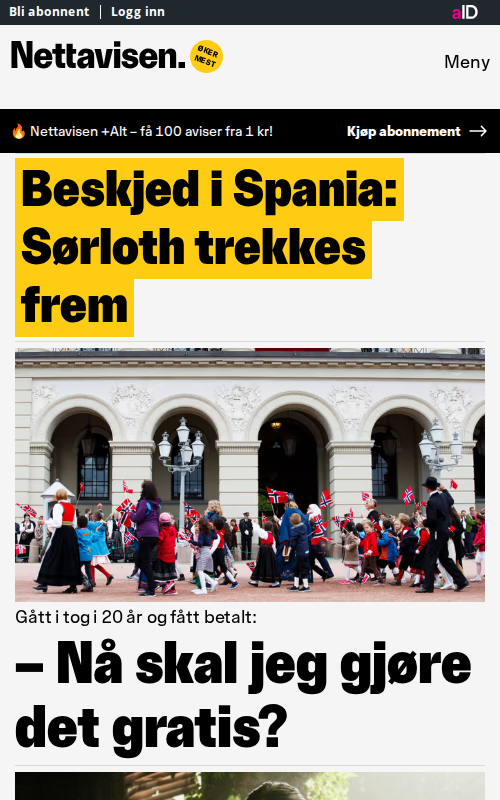 Bli abonnent | Logg inn
aID
Nettavisen.
ØKER
MEST
Meny
🔥 Nettavisen +Alt – få 100 aviser fra 1 kr!
Kjøp abonnement →
Beskjed i Spania:
Sørloth trekkes
frem
Gått i tog i 20 år og fått betalt:
– Nå skal jeg gjøre
det gratis?